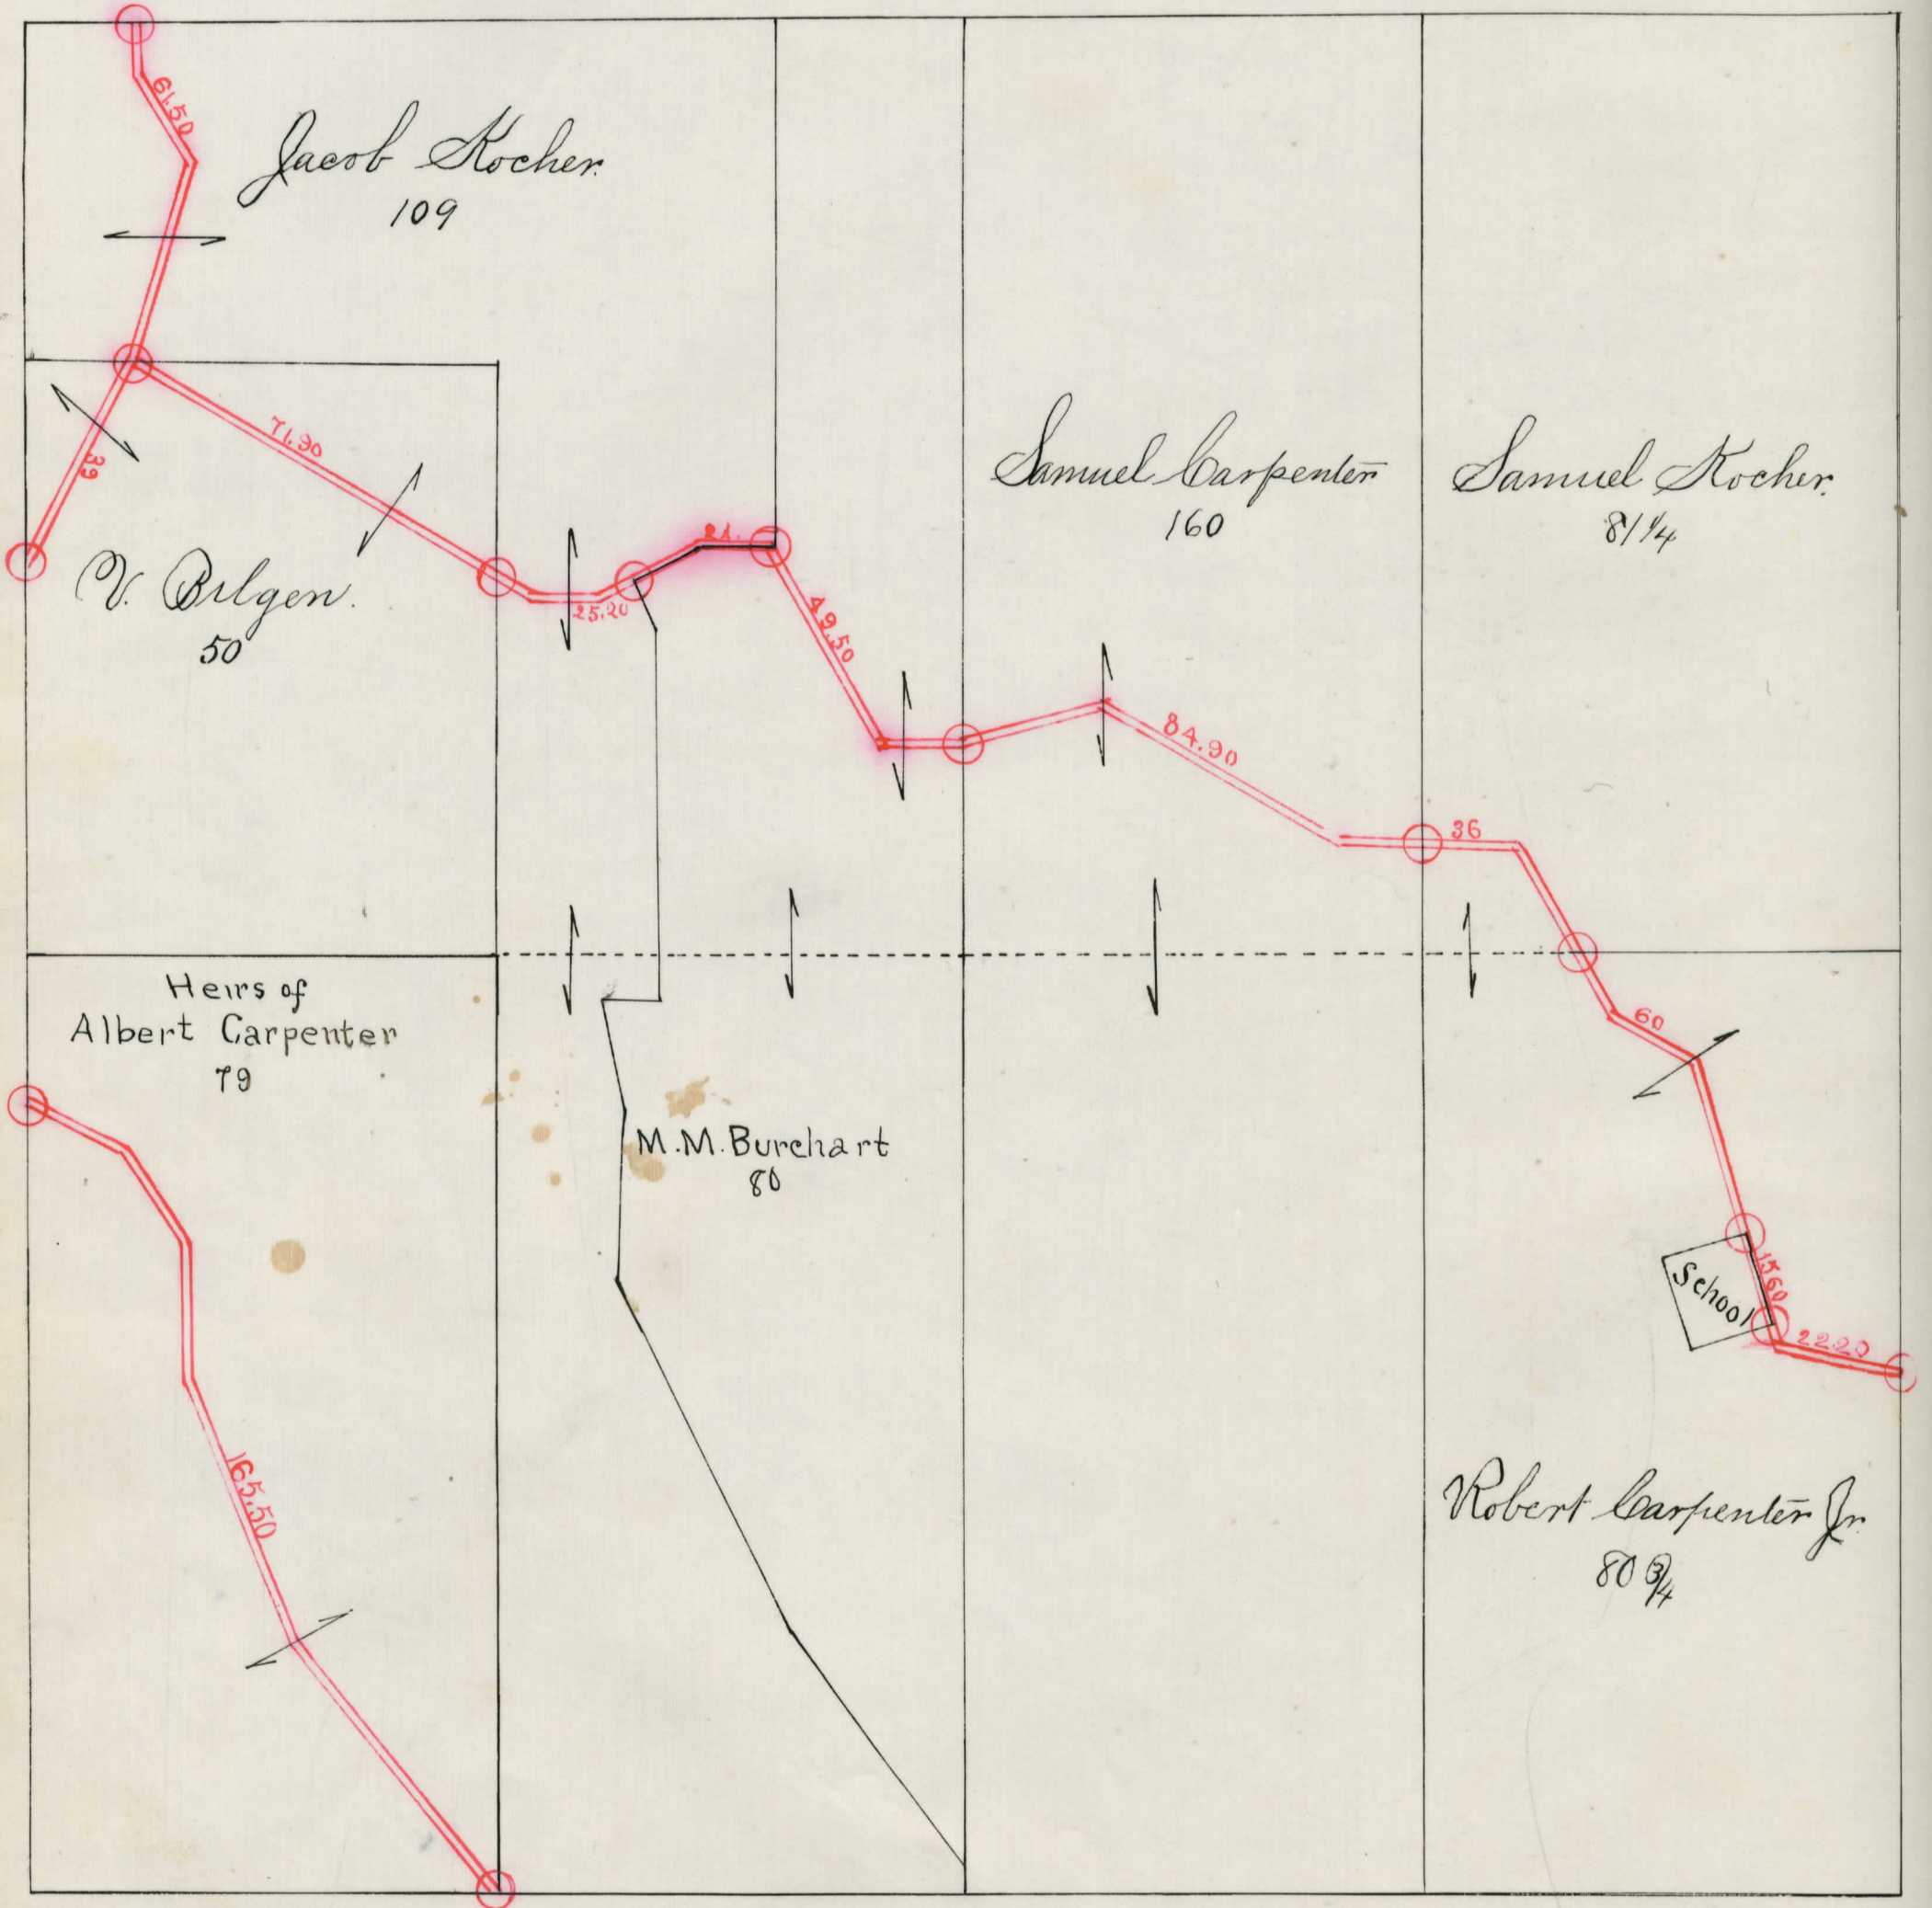 61.50
Jacob Kocher.
109
71.90
39
V. Bilgen.
50
25.20
21.
49.50
Samuel Carpenter
160
84.90
Samuel Kocher.
81 1/4
36
Heirs of
Albert Carpenter
79
165.50
M.M. Burchart
80
60
School
15.60
22.20
Robert Carpenter Jr.
80 3/4